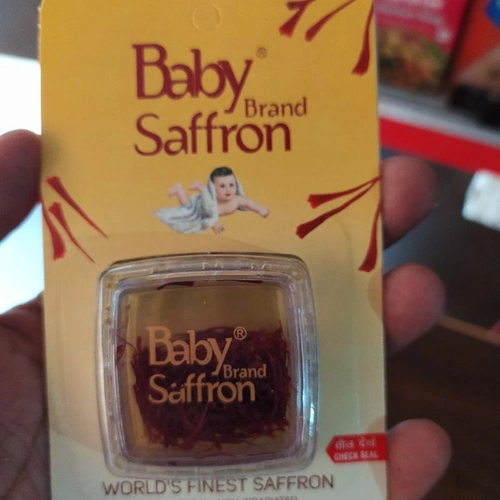 Baby®
Brand
Saffron
Baby®
Brand
Saffron
सील देखें
CHECK SEAL
WORLD'S FINEST SAFFRON